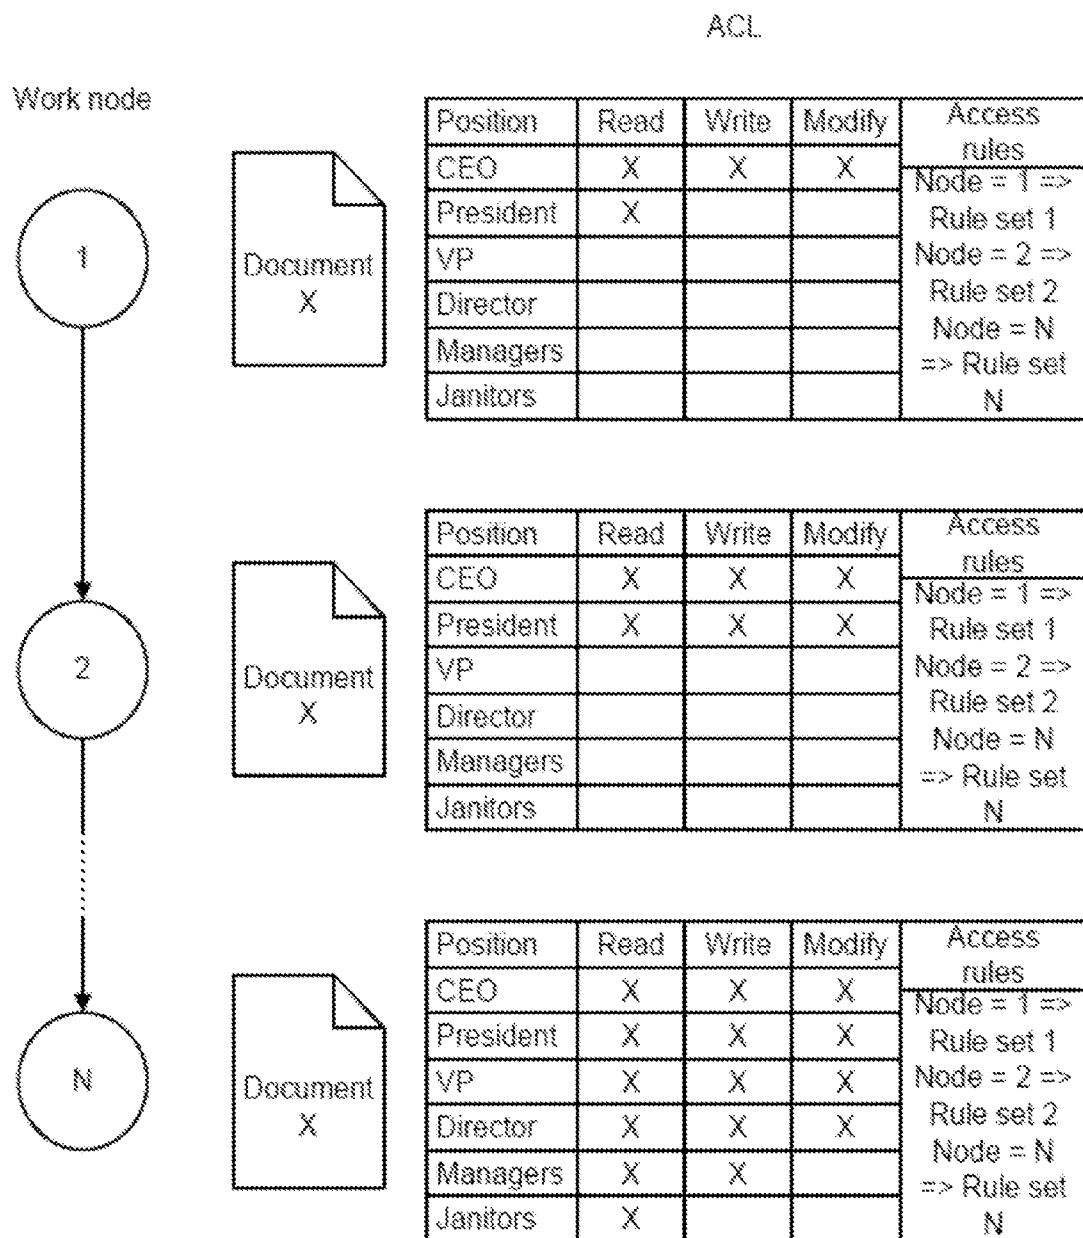 ACL
Work node
Position Read Write Modify Access
rules
CEO X X X
President X
VP
Director
Managers
Janitors
Node = 1 =>
Rule set 1
Node = 2 =>
Rule set 2
Node = N
=> Rule set
N
1
Document
X
Position Read Write Modify Access
rules
CEO X X X
President X X X
VP
Director
Managers
Janitors
Node = 1 =>
Rule set 1
Node = 2 =>
Rule set 2
Node = N
=> Rule set
N
2
Document
X
Position Read Write Modify Access
rules
CEO X X X
President X X X
VP X X X
Director X X X
Managers X X
Janitors X
Node = 1 =>
Rule set 1
Node = 2 =>
Rule set 2
Node = N
=> Rule set
N
N
Document
X